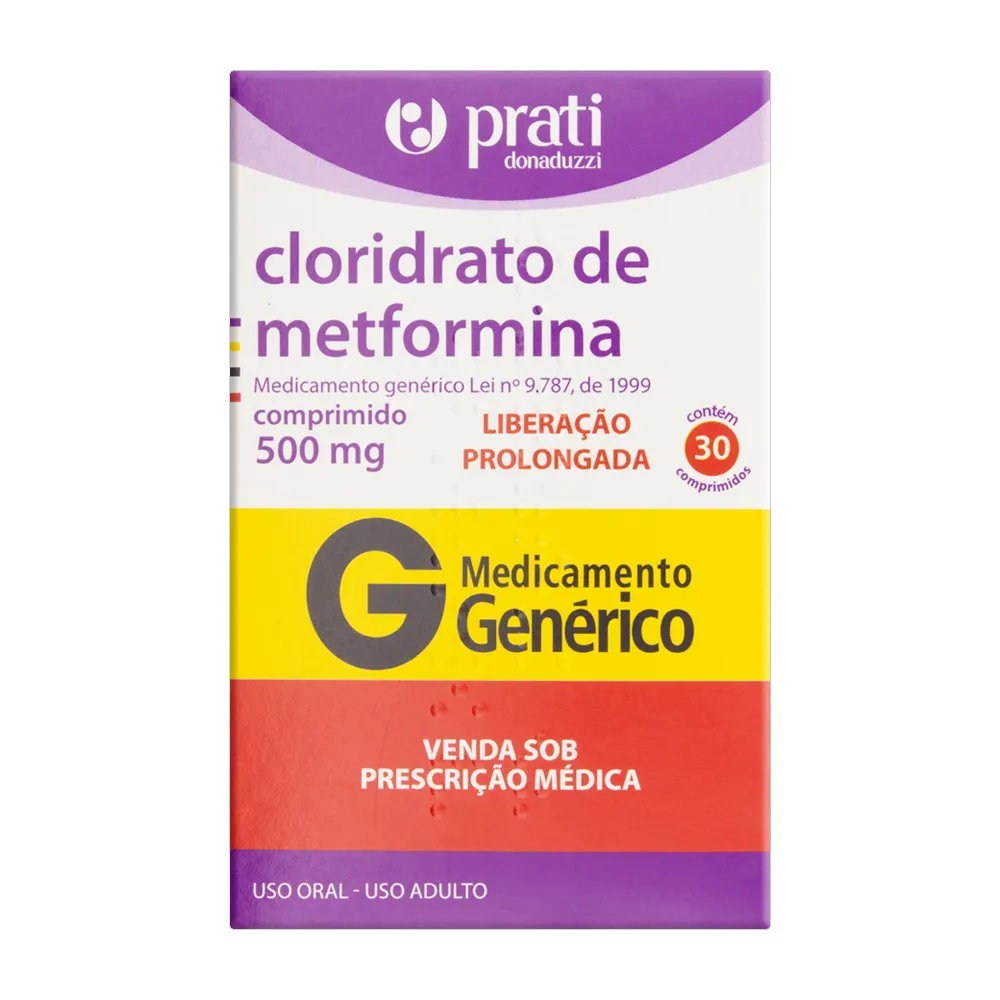 prati
donaduzzi
cloridrato de
metformina
Medicamento genérico Lei nº 9.787, de 1999
comprimido
500 mg
LIBERAÇÃO
PROLONGADA
contém
30
comprimidos
G Medicamento
Genérico
VENDA SOB
PRESCRIÇÃO MÉDICA
USO ORAL - USO ADULTO